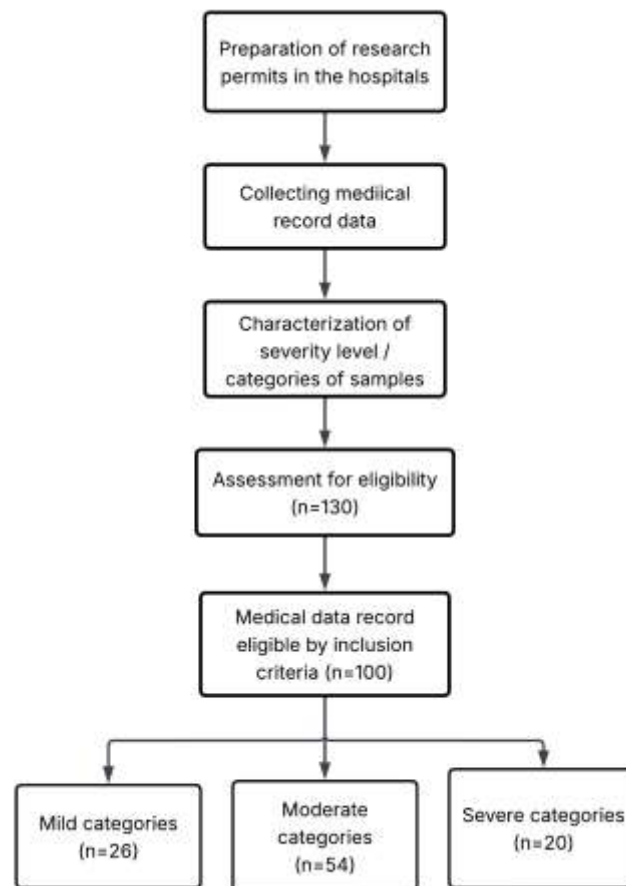 Preparation of research
permits in the hospitals
Collecting mediical
record data
Characterization of
severity level /
categories of samples
Assessment for eligibility
(n=130)
Medical data record
eligible by inclusion
criteria (n=100)
Mild categories
(n=26)
Moderate
categories
(n=54)
Severe categories
(n=20)